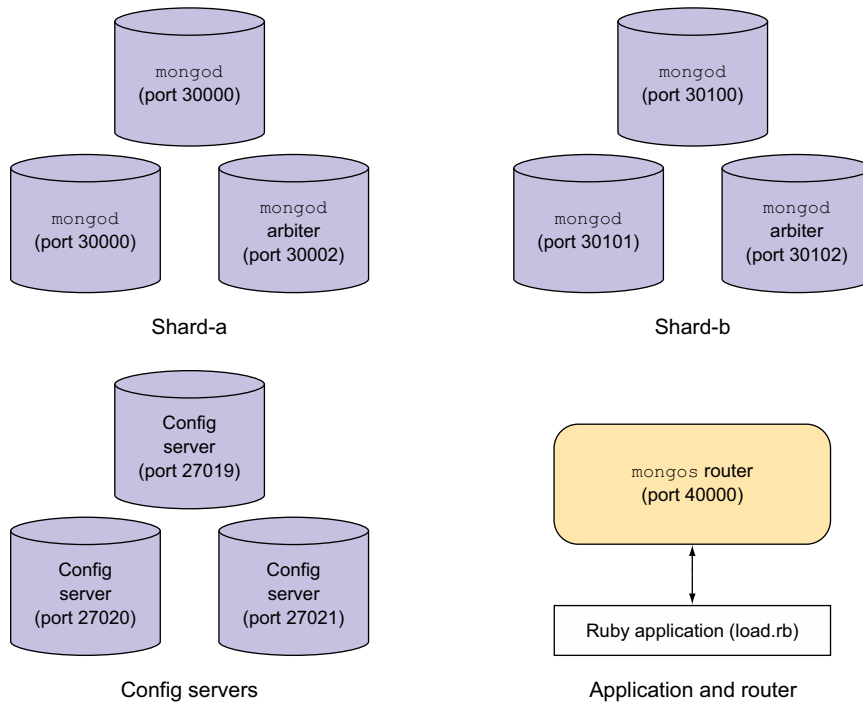 mongod
(port 30000)
mongod
(port 30000)
mongod
arbiter
(port 30002)
Shard-a
mongod
(port 30100)
mongod
(port 30101)
mongod
arbiter
(port 30102)
Shard-b
Config
server
(port 27019)
Config
server
(port 27020)
Config
server
(port 27021)
Config servers
mongos router
(port 40000)
Ruby application (load.rb)
Application and router